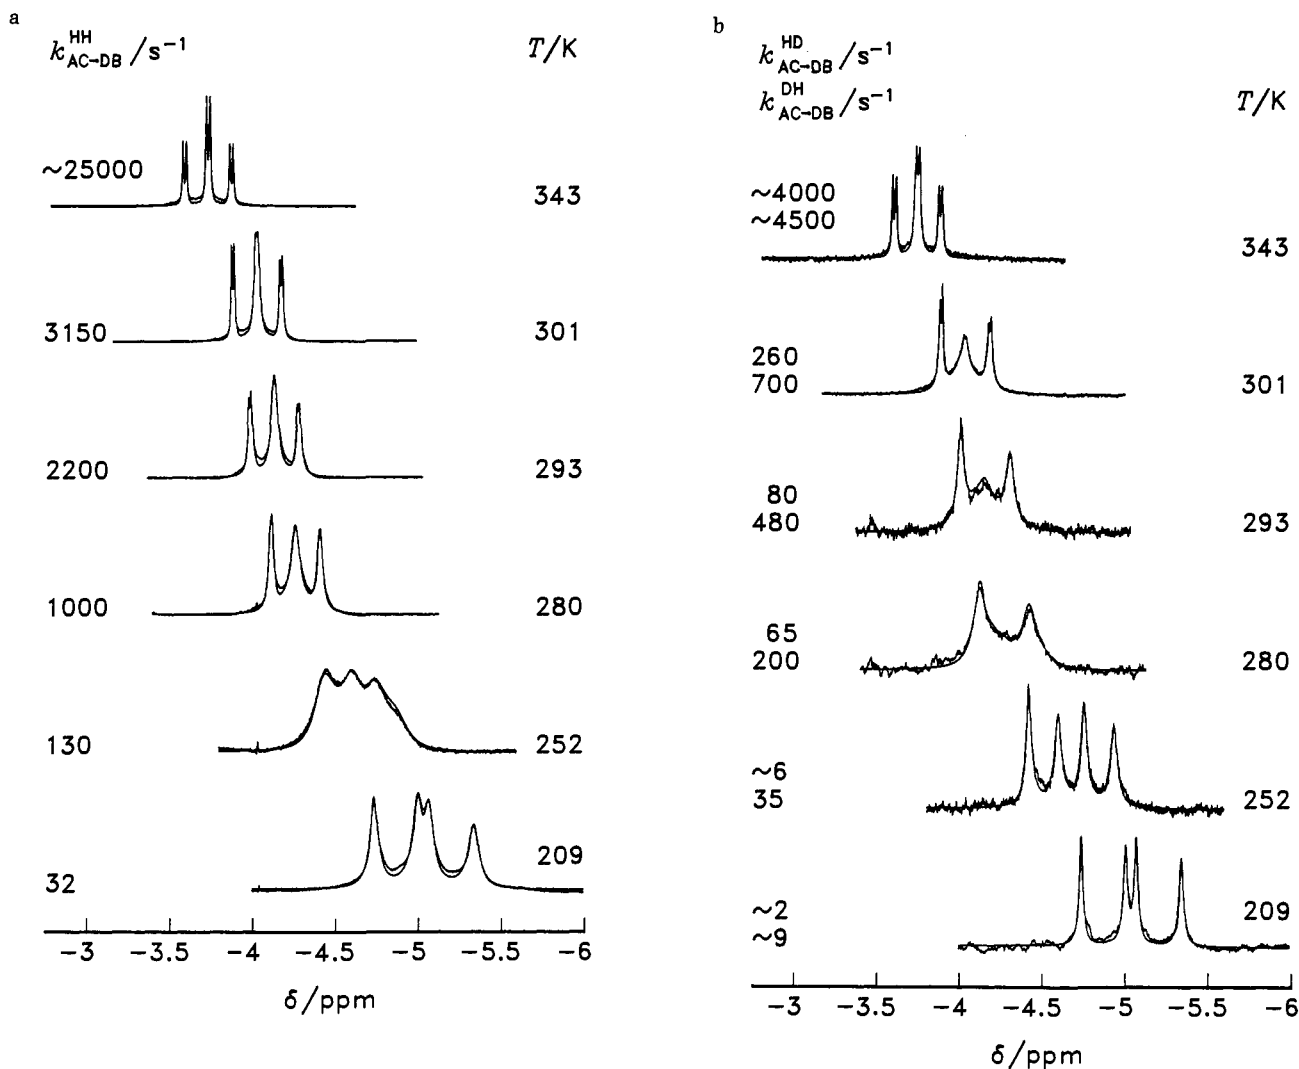 a
k HH AC→DB /s⁻¹ T/K
~25000 343
3150 301
2200 293
1000 280
130 252
32 209
-3 -3.5 -4 -4.5 -5 -5.5 -6
δ/ppm
b
k HD AC→DB /s⁻¹
k DH AC→DB /s⁻¹ T/K
~4000
~4500 343
260
700 301
80
480 293
65
200 280
~6
35 252
~2
~9 209
-3 -3.5 -4 -4.5 -5 -5.5 -6
δ/ppm